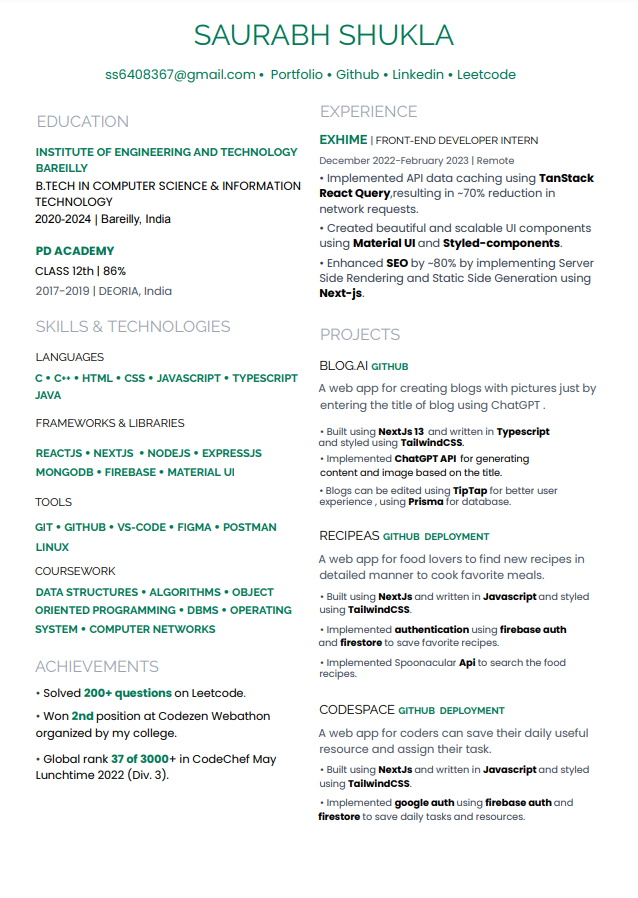 SAURABH SHUKLA
ss6408367@gmail.com • Portfolio • Github • Linkedin • Leetcode
EDUCATION
INSTITUTE OF ENGINEERING AND TECHNOLOGY
BAREILLY
B.TECH IN COMPUTER SCIENCE & INFORMATION
TECHNOLOGY
2020-2024 | Bareilly, India
PD ACADEMY
CLASS 12th | 86%
2017-2019 | DEORIA, India
SKILLS & TECHNOLOGIES
LANGUAGES
C • C++ • HTML • CSS • JAVASCRIPT • TYPESCRIPT
JAVA
FRAMEWORKS & LIBRARIES
REACTJS • NEXTJS • NODEJS • EXPRESSJS
MONGODB • FIREBASE • MATERIAL UI
TOOLS
GIT • GITHUB • VS-CODE • FIGMA • POSTMAN
LINUX
COURSEWORK
DATA STRUCTURES • ALGORITHMS • OBJECT
ORIENTED PROGRAMMING • DBMS • OPERATING
SYSTEM • COMPUTER NETWORKS
ACHIEVEMENTS
• Solved 200+ questions on Leetcode.
• Won 2nd position at Codezen Webathon
organized by my college.
• Global rank 37 of 3000+ in CodeChef May
Lunchtime 2022 (Div. 3).
EXPERIENCE
EXHIME | FRONT-END DEVELOPER INTERN
December 2022-February 2023 | Remote
• Implemented API data caching using TanStack
React Query,resulting in ~70% reduction in
network requests.
• Created beautiful and scalable UI components
using Material UI and Styled-components.
• Enhanced SEO by ~80% by implementing Server
Side Rendering and Static Side Generation using
Next-js.
PROJECTS
BLOG.AI GITHUB
A web app for creating blogs with pictures just by
entering the title of blog using ChatGPT .
• Built using NextJs 13 and written in Typescript
and styled using TailwindCSS.
• Implemented ChatGPT API for generating
content and image based on the title.
• Blogs can be edited using TipTap for better user
experience , using Prisma for database.
RECIPEAS GITHUB DEPLOYMENT
A web app for food lovers to find new recipes in
detailed manner to cook favorite meals.
• Built using NextJs and written in Javascript and styled
using TailwindCSS.
• Implemented authentication using firebase auth
and firestore to save favorite recipes.
• Implemented Spoonacular Api to search the food
recipes.
CODESPACE GITHUB DEPLOYMENT
A web app for coders can save their daily useful
resource and assign their task.
• Built using NextJs and written in Javascript and styled
using TailwindCSS.
• Implemented google auth using firebase auth and
firestore to save daily tasks and resources.